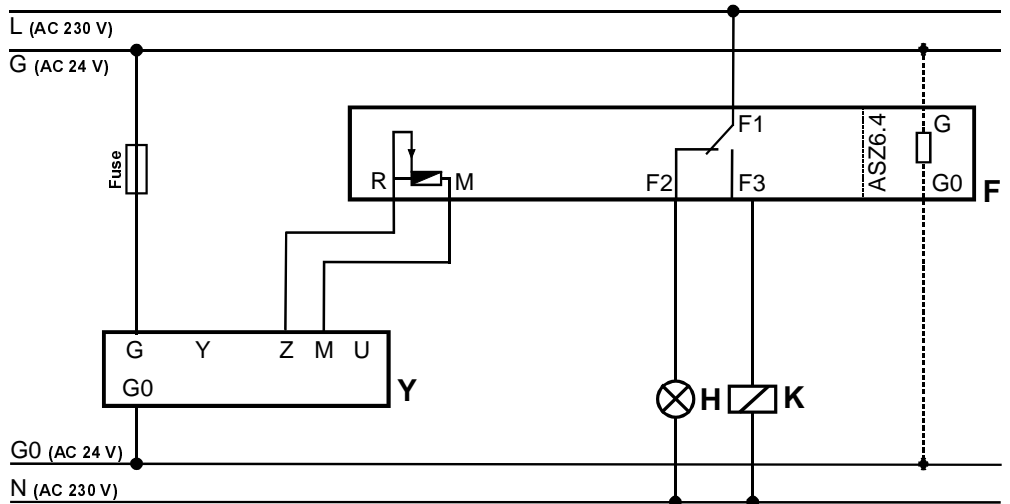 L (AC 230 V)
G (AC 24 V)
Fuse
F1
G
ASZ6.4
R
M
F2
F3
G0
F
G Y Z M U
G0
Y
H
K
G0 (AC 24 V)
N (AC 230 V)